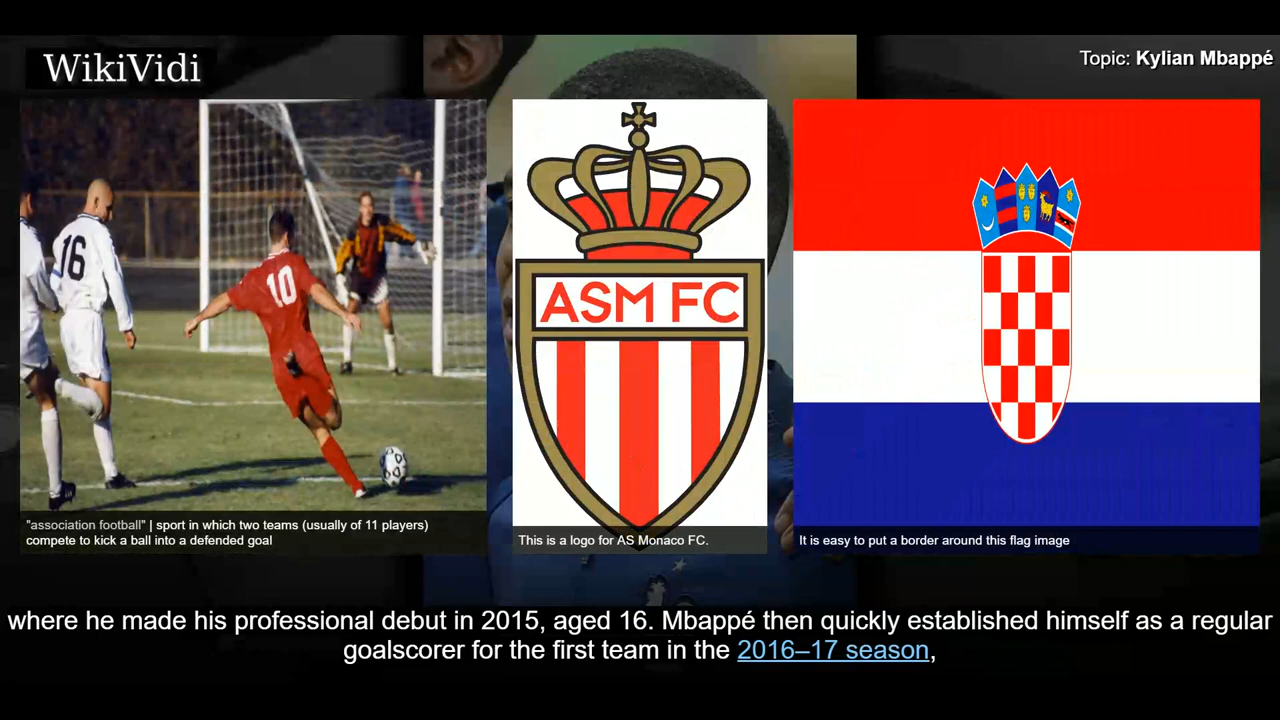 WikiVidi
Topic: Kylian Mbappé
16
10
ASM FC
"association football" | sport in which two teams (usually of 11 players)
compete to kick a ball into a defended goal
This is a logo for AS Monaco FC.
It is easy to put a border around this flag image
where he made his professional debut in 2015, aged 16. Mbappé then quickly established himself as a regular
goalscorer for the first team in the 2016–17 season,